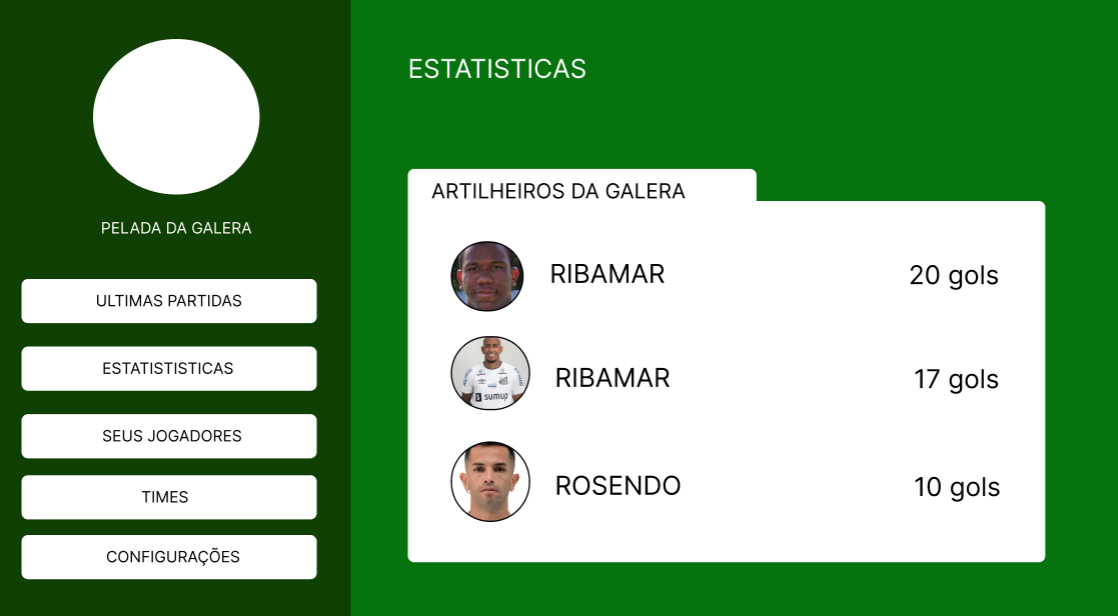 PELADA DA GALERA
ULTIMAS PARTIDAS
ESTATISTISTICAS
SEUS JOGADORES
TIMES
CONFIGURAÇÕES
ESTATISTICAS
ARTILHEIROS DA GALERA
RIBAMAR 20 gols
RIBAMAR 17 gols
sumup
ROSENDO 10 gols